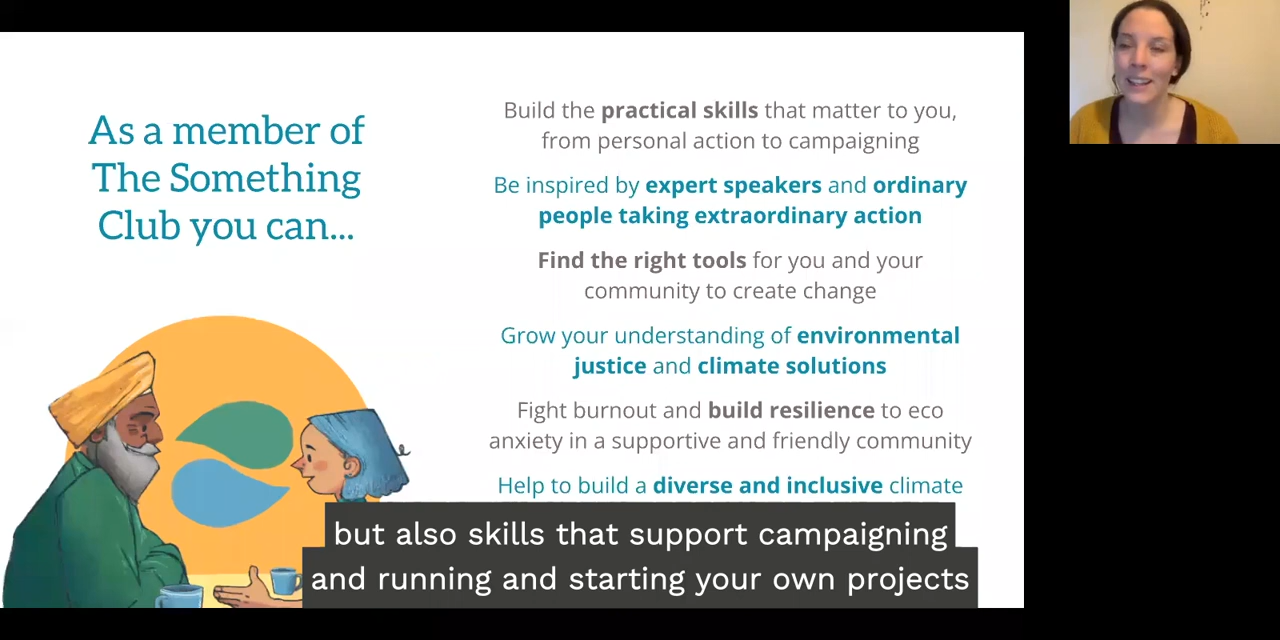 As a member of
The Something
Club you can...
Build the practical skills that matter to you,
from personal action to campaigning
Be inspired by expert speakers and ordinary
people taking extraordinary action
Find the right tools for you and your
community to create change
Grow your understanding of environmental
justice and climate solutions
Fight burnout and build resilience to eco
anxiety in a supportive and friendly community
Help to build a diverse and inclusive climate
but also skills that support campaigning
and running and starting your own projects